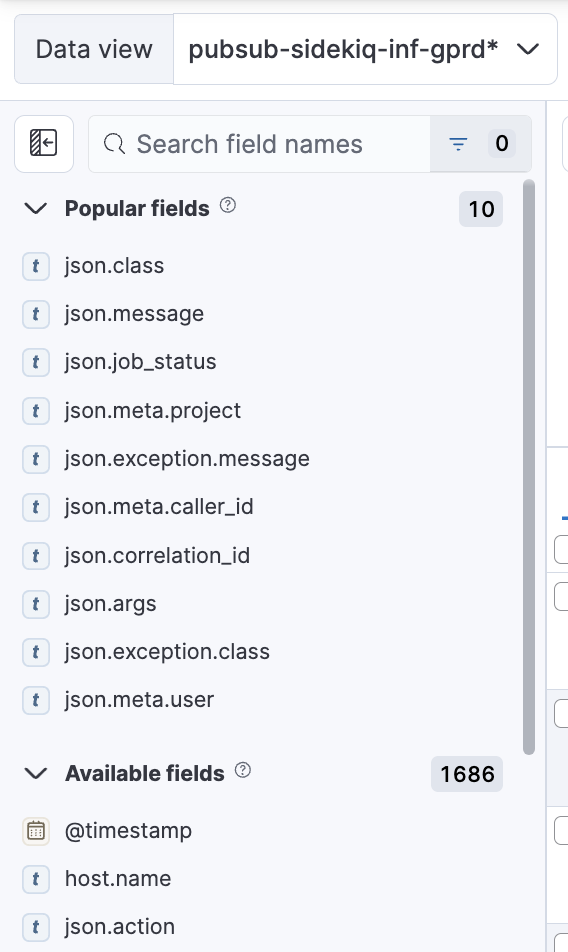 Data view pubsub-sidekiq-inf-gprd*
Search field names 0
Popular fields 10
t json.class
t json.message
t json.job_status
t json.meta.project
t json.exception.message
t json.meta.caller_id
t json.correlation_id
t json.args
t json.exception.class
t json.meta.user
Available fields 1686
@timestamp
t host.name
t json.action